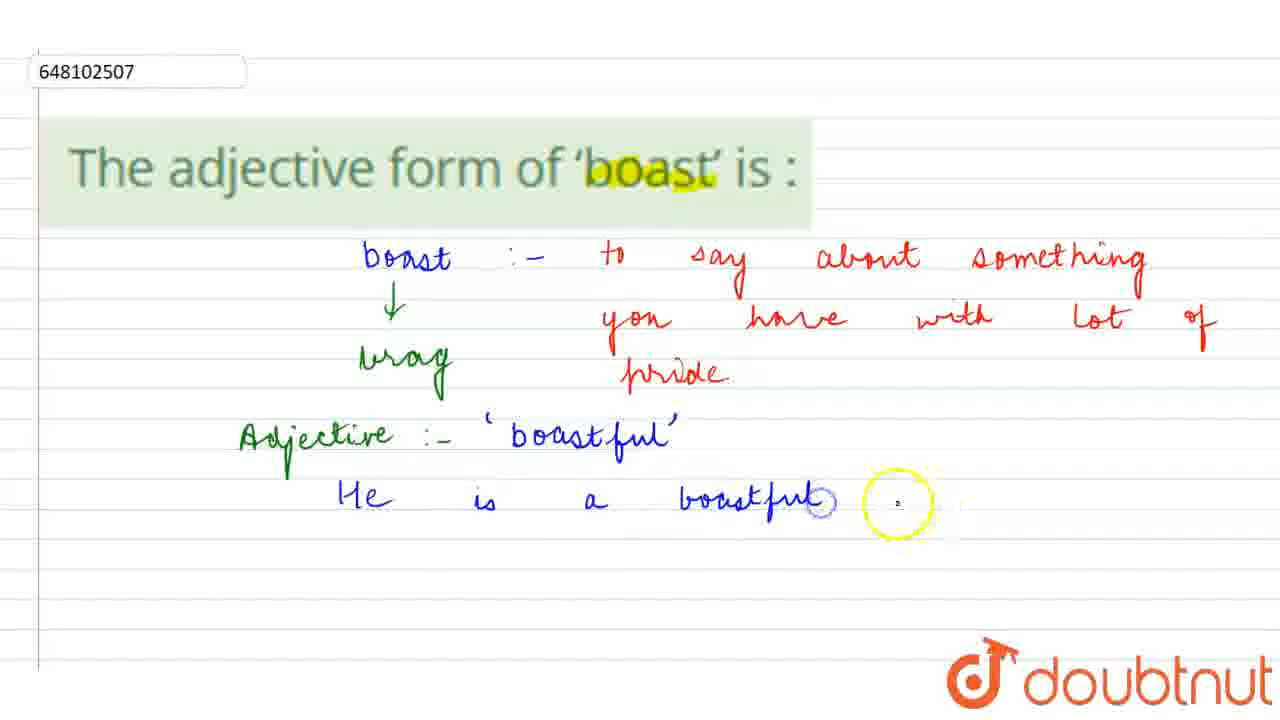 648102507
The adjective form of ‘boast’ is :
boast :- to say about something
↓ you have with lot of
brag pride
Adjective :- ‘boastful’
He is a boastful
doubtnut